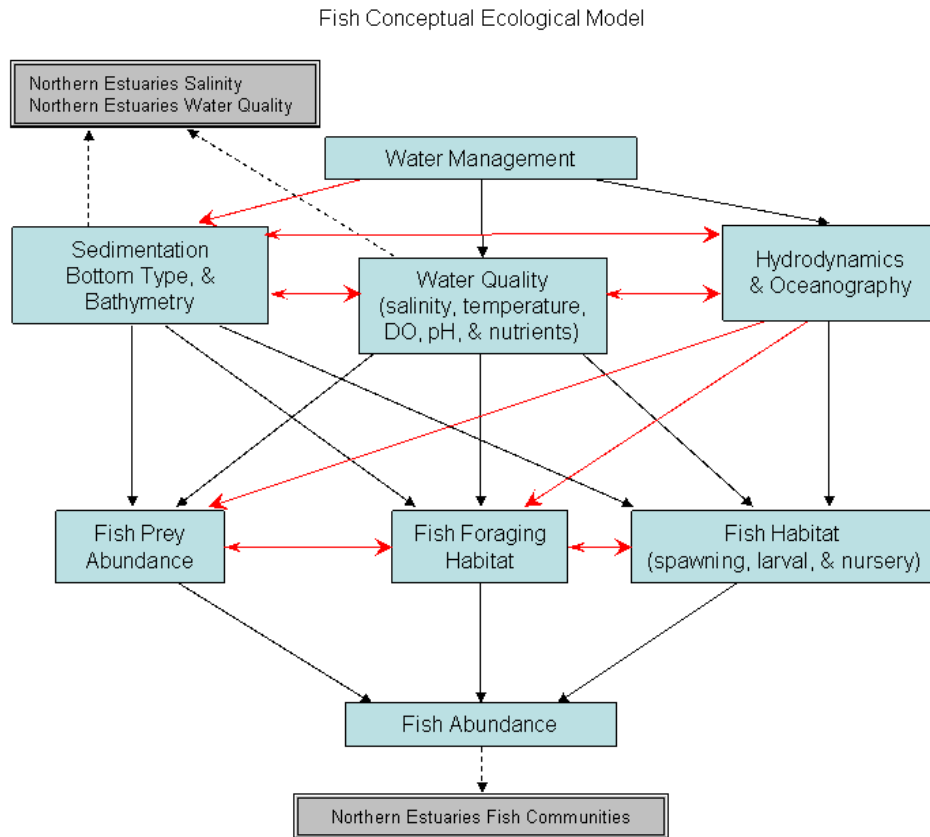 Fish Conceptual Ecological Model
Northern Estuaries Salinity
Northern Estuaries Water Quality
Water Management
Sedimentation
Bottom Type, &
Bathymetry
Water Quality
(salinity, temperature,
DO, pH, & nutrients)
Hydrodynamics
& Oceanography
Fish Prey
Abundance
Fish Foraging
Habitat
Fish Habitat
(spawning, larval, & nursery)
Fish Abundance
Northern Estuaries Fish Communities